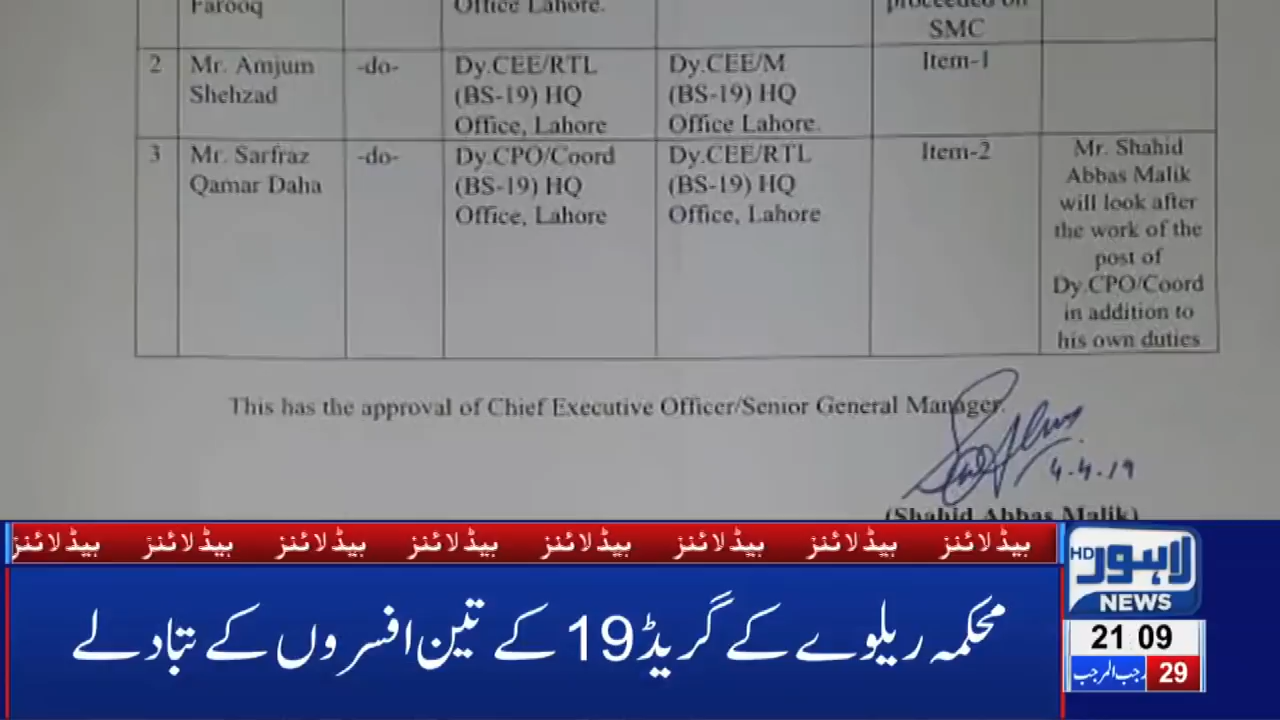 Farooq
Office Lahore.
proceeded on
SMC
2
Mr. Amjum
Shehzad
-do-
Dy.CEE/RTL
(BS-19) HQ
Office, Lahore
Dy.CEE/M
(BS-19) HQ
Office Lahore.
Item-1
3
Mr. Sarfraz
Qamar Daha
-do-
Dy.CPO/Coord
(BS-19) HQ
Office, Lahore
Dy.CEE/RTL
(BS-19) HQ
Office, Lahore
Item-2
Mr. Shahid
Abbas Malik
will look after
the work of the
post of
Dy.CPO/Coord
in addition to
his own duties
This has the approval of Chief Executive Officer/Senior General Manager.
4.4.19
(Shahid Abbas Malik)
ہیڈلائنز ہیڈلائنز ہیڈلائنز ہیڈلائنز ہیڈلائنز ہیڈلائنز ہیڈلائنز ہیڈلائنز
محکمہ ریلوے کے گریڈ19 کے تین افسروں کے تبادلے
HD لاہور
NEWS
21 09
29 رجب المرجب